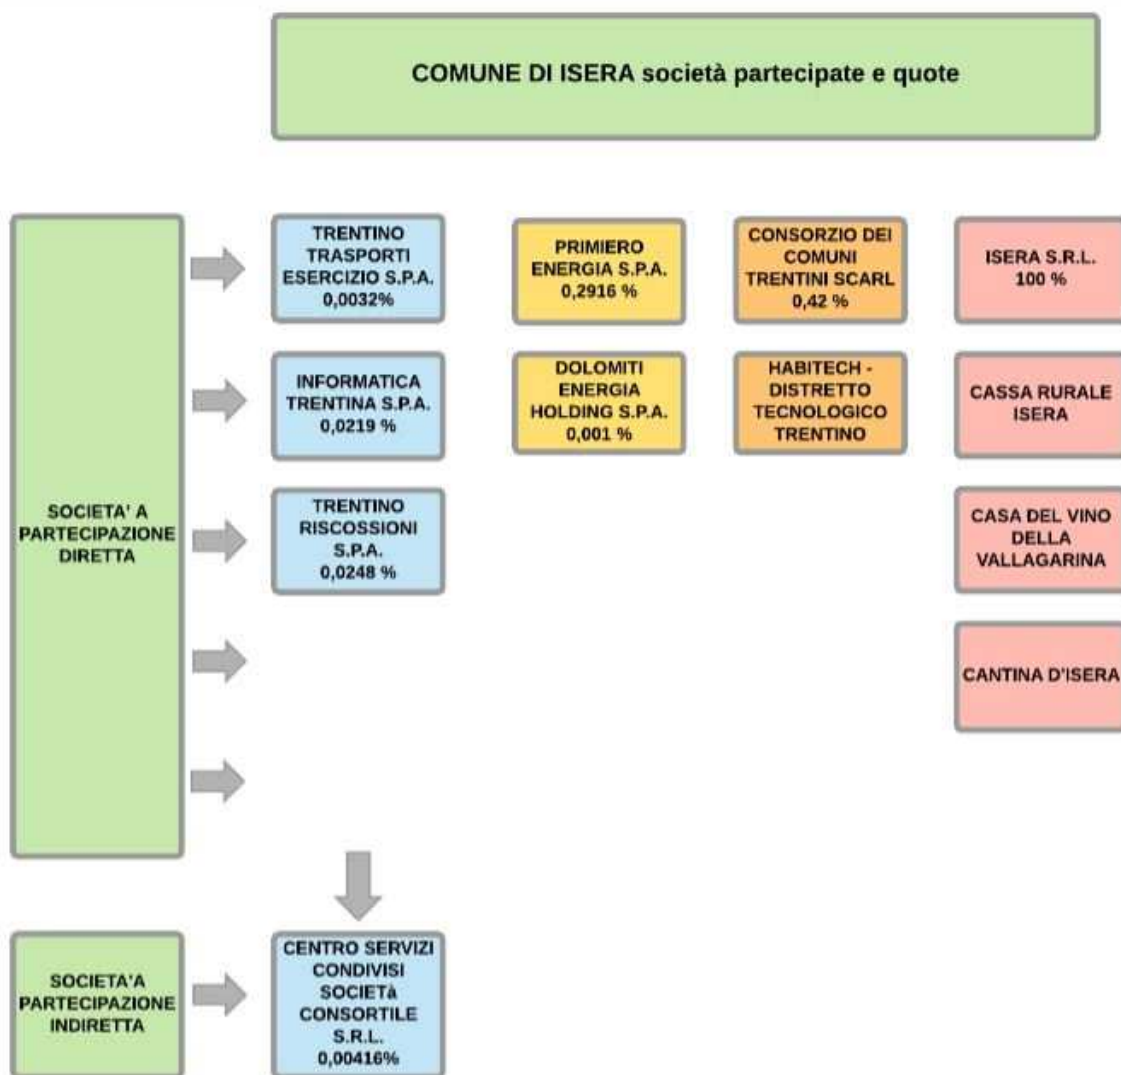 COMUNE DI ISERA società partecipate e quote
SOCIETA' A
PARTECIPAZIONE
DIRETTA
TRENTINO
TRASPORTI
ESERCIZIO S.P.A.
0,0032%
PRIMIERO
ENERGIA S.P.A.
0,2916 %
CONSORZIO DEI
COMUNI
TRENTINI SCARL
0,42 %
ISERA S.R.L.
100 %
INFORMATICA
TRENTINA S.P.A.
0,0219 %
DOLOMITI
ENERGIA
HOLDING S.P.A.
0,001 %
HABITECH -
DISTRETTO
TECNOLOGICO
TRENTINO
CASSA RURALE
ISERA
TRENTINO
RISCOSSIONI
S.P.A.
0,0248 %
CASA DEL VINO
DELLA
VALLAGARINA
CANTINA D'ISERA
SOCIETA'A
PARTECIPAZIONE
INDIRETTA
CENTRO SERVIZI
CONDIVISI
SOCIETà
CONSORTILE
S.R.L.
0,00416%